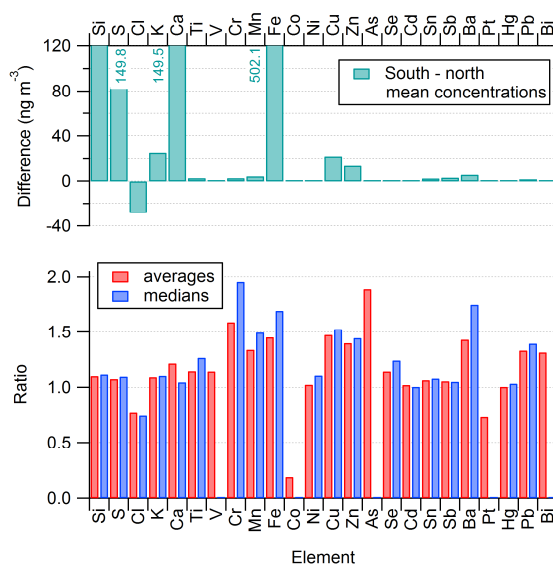 Si S Cl K Ca Ti V Cr Mn Fe Co Ni Cu Zn As Se Cd Sn Sb Ba Pt Hg Pb Bi
120
80
40
0
-40
Difference (ng m⁻³)
149.8
149.5
502.1
South - north
mean concentrations
2.0
1.5
1.0
0.5
0.0
Ratio
averages
medians
Si S Cl K Ca Ti V Cr Mn Fe Co Ni Cu Zn As Se Cd Sn Sb Ba Pt Hg Pb Bi
Element